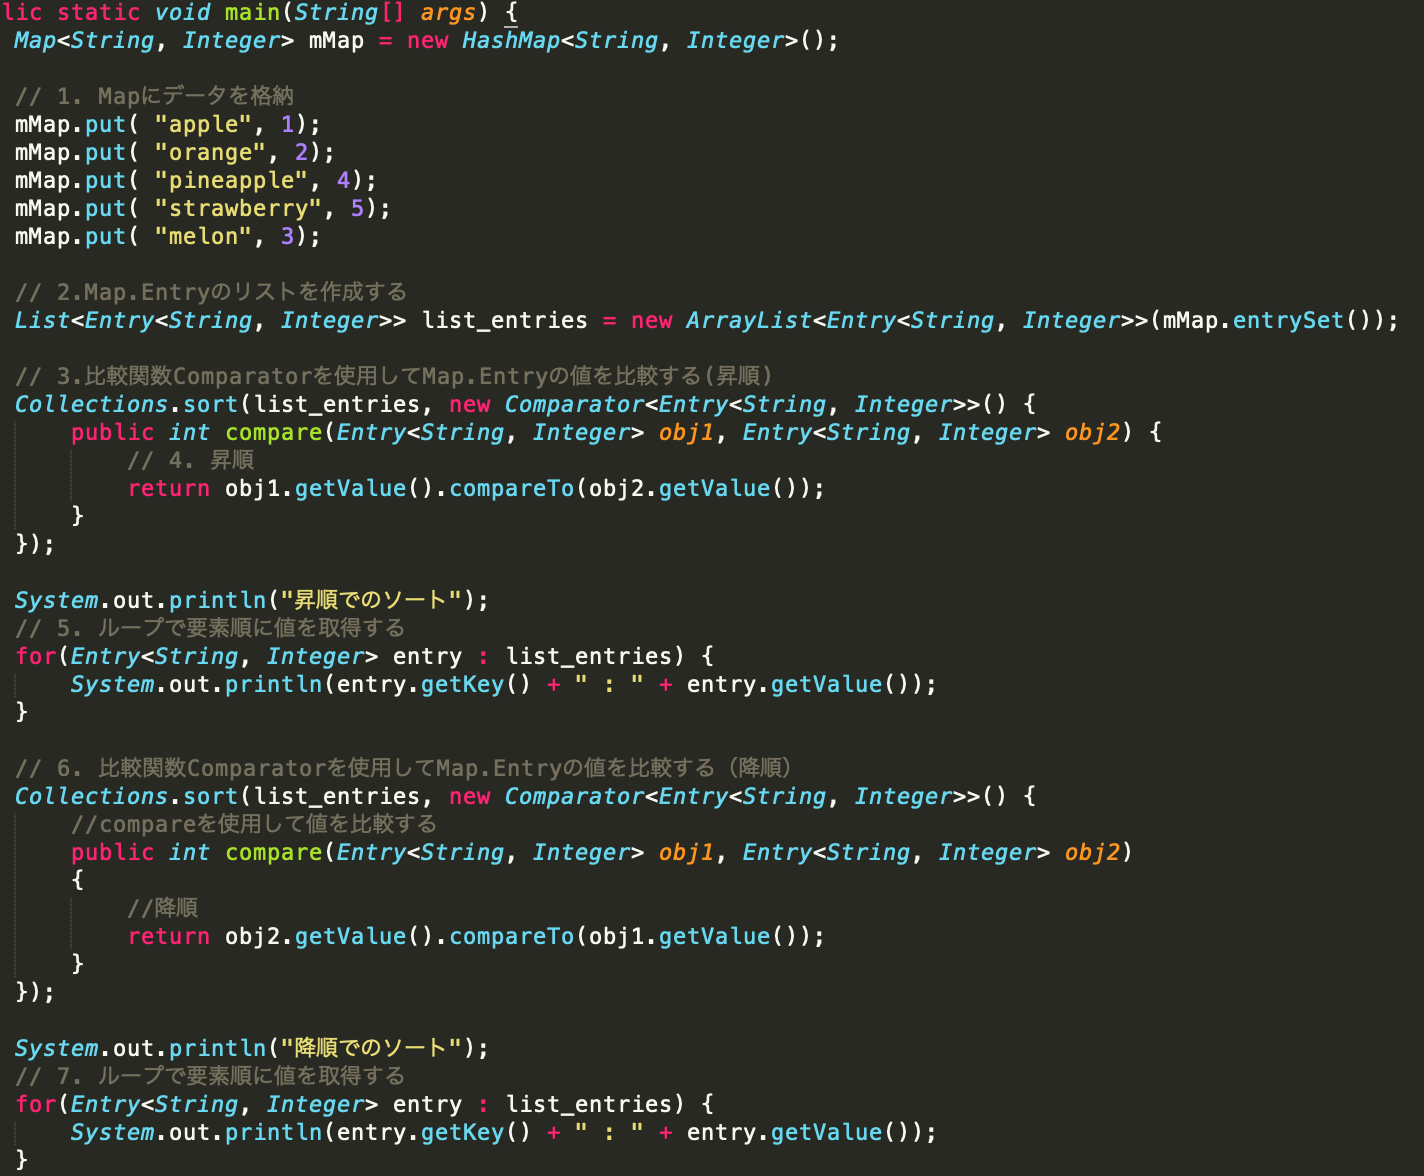 lic static void main(String[] args) {
Map<String, Integer> mMap = new HashMap<String, Integer>();
// 1. Mapにデータを格納
mMap.put( "apple", 1);
mMap.put( "orange", 2);
mMap.put( "pineapple", 4);
mMap.put( "strawberry", 5);
mMap.put( "melon", 3);
// 2.Map.Entryのリストを作成する
List<Entry<String, Integer>> list_entries = new ArrayList<Entry<String, Integer>>(mMap.entrySet());
// 3.比較関数Comparatorを使用してMap.Entryの値を比較する(昇順)
Collections.sort(list_entries, new Comparator<Entry<String, Integer>>() {
public int compare(Entry<String, Integer> obj1, Entry<String, Integer> obj2) {
// 4. 昇順
return obj1.getValue().compareTo(obj2.getValue());
}
});
System.out.println("昇順でのソート");
// 5. ループで要素順に値を取得する
for(Entry<String, Integer> entry : list_entries) {
System.out.println(entry.getKey() + " : " + entry.getValue());
}
// 6. 比較関数Comparatorを使用してMap.Entryの値を比較する（降順）
Collections.sort(list_entries, new Comparator<Entry<String, Integer>>() {
//compareを使用して値を比較する
public int compare(Entry<String, Integer> obj1, Entry<String, Integer> obj2)
{
//降順
return obj2.getValue().compareTo(obj1.getValue());
}
});
System.out.println("降順でのソート");
// 7. ループで要素順に値を取得する
for(Entry<String, Integer> entry : list_entries) {
System.out.println(entry.getKey() + " : " + entry.getValue());
}